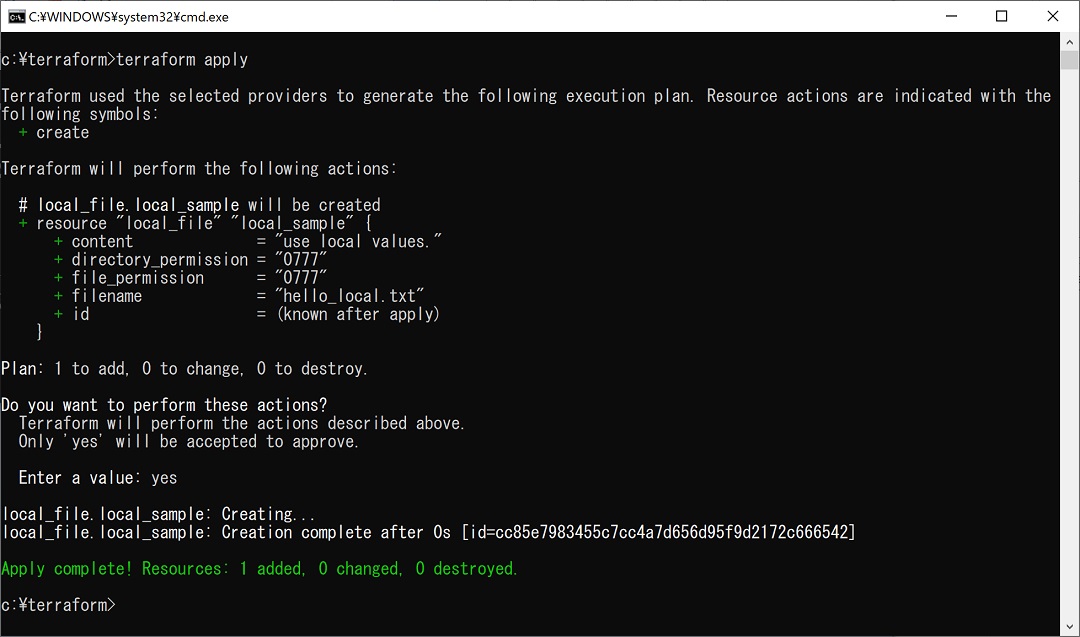 C:¥WINDOWS¥system32¥cmd.exe
c:¥terraform>terraform apply
Terraform used the selected providers to generate the following execution plan. Resource actions are indicated with the
following symbols:
  + create
Terraform will perform the following actions:
  # local_file.local_sample will be created
  + resource "local_file" "local_sample" {
      + content              = "use local values."
      + directory_permission = "0777"
      + file_permission      = "0777"
      + filename             = "hello_local.txt"
      + id                   = (known after apply)
    }
Plan: 1 to add, 0 to change, 0 to destroy.
Do you want to perform these actions?
  Terraform will perform the actions described above.
  Only 'yes' will be accepted to approve.
  Enter a value: yes
local_file.local_sample: Creating...
local_file.local_sample: Creation complete after 0s [id=cc85e7983455c7cc4a7d656d95f9d2172c666542]
Apply complete! Resources: 1 added, 0 changed, 0 destroyed.
c:¥terraform>